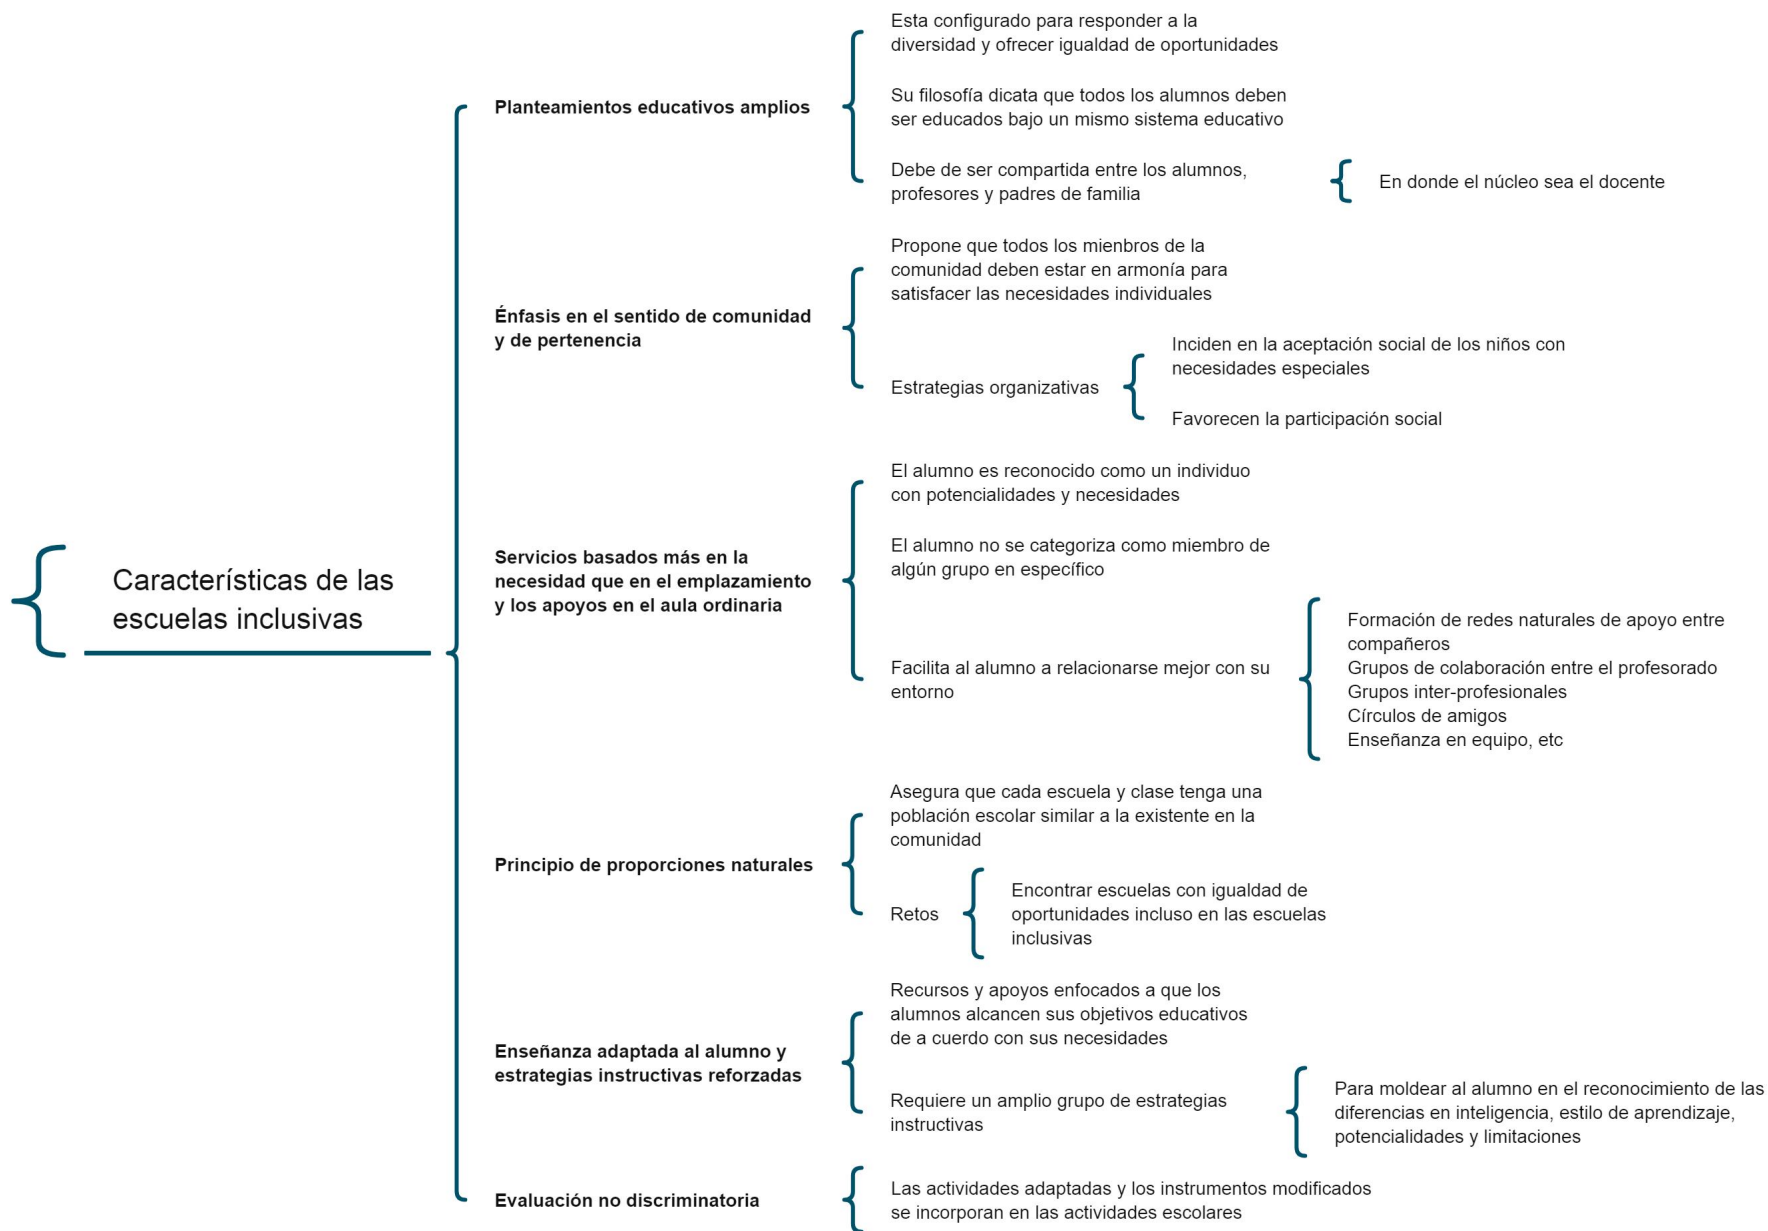 Características de las
escuelas inclusivas
Planteamientos educativos amplios
Esta configurado para responder a la
diversidad y ofrecer igualdad de oportunidades
Su filosofía dicata que todos los alumnos deben
ser educados bajo un mismo sistema educativo
Debe de ser compartida entre los alumnos,
profesores y padres de familia
En donde el núcleo sea el docente
Énfasis en el sentido de comunidad
y de pertenencia
Propone que todos los mienbros de la
comunidad deben estar en armonía para
satisfacer las necesidades individuales
Estrategias organizativas
Inciden en la aceptación social de los niños con
necesidades especiales
Favorecen la participación social
Servicios basados más en la
necesidad que en el emplazamiento
y los apoyos en el aula ordinaria
El alumno es reconocido como un individuo
con potencialidades y necesidades
El alumno no se categoriza como miembro de
algún grupo en específico
Facilita al alumno a relacionarse mejor con su
entorno
Formación de redes naturales de apoyo entre
compañeros
Grupos de colaboración entre el profesorado
Grupos inter-profesionales
Círculos de amigos
Enseñanza en equipo, etc
Principio de proporciones naturales
Asegura que cada escuela y clase tenga una
población escolar similar a la existente en la
comunidad
Retos
Encontrar escuelas con igualdad de
oportunidades incluso en las escuelas
inclusivas
Enseñanza adaptada al alumno y
estrategias instructivas reforzadas
Recursos y apoyos enfocados a que los
alumnos alcancen sus objetivos educativos
de a cuerdo con sus necesidades
Requiere un amplio grupo de estrategias
instructivas
Para moldear al alumno en el reconocimiento de las
diferencias en inteligencia, estilo de aprendizaje,
potencialidades y limitaciones
Evaluación no discriminatoria
Las actividades adaptadas y los instrumentos modificados
se incorporan en las actividades escolares